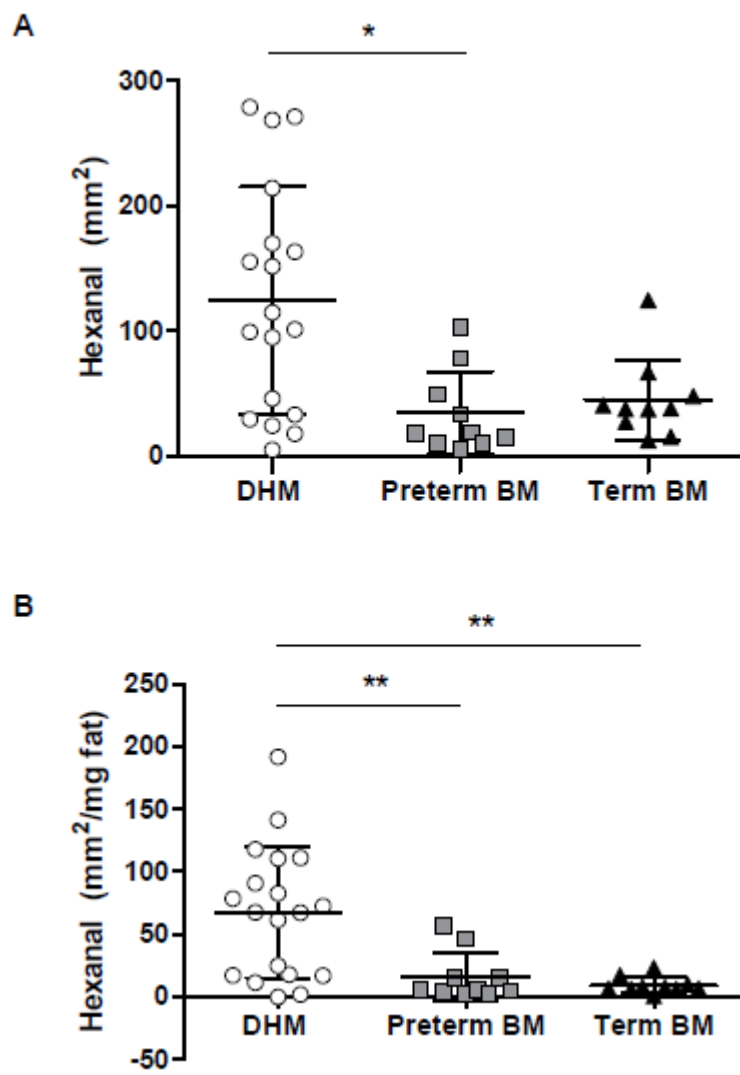 A
*
300
200
100
0
Hexanal (mm²)
DHM Preterm BM Term BM
B
**
**
250
200
150
100
50
0
-50
Hexanal (mm²/mg fat)
DHM Preterm BM Term BM